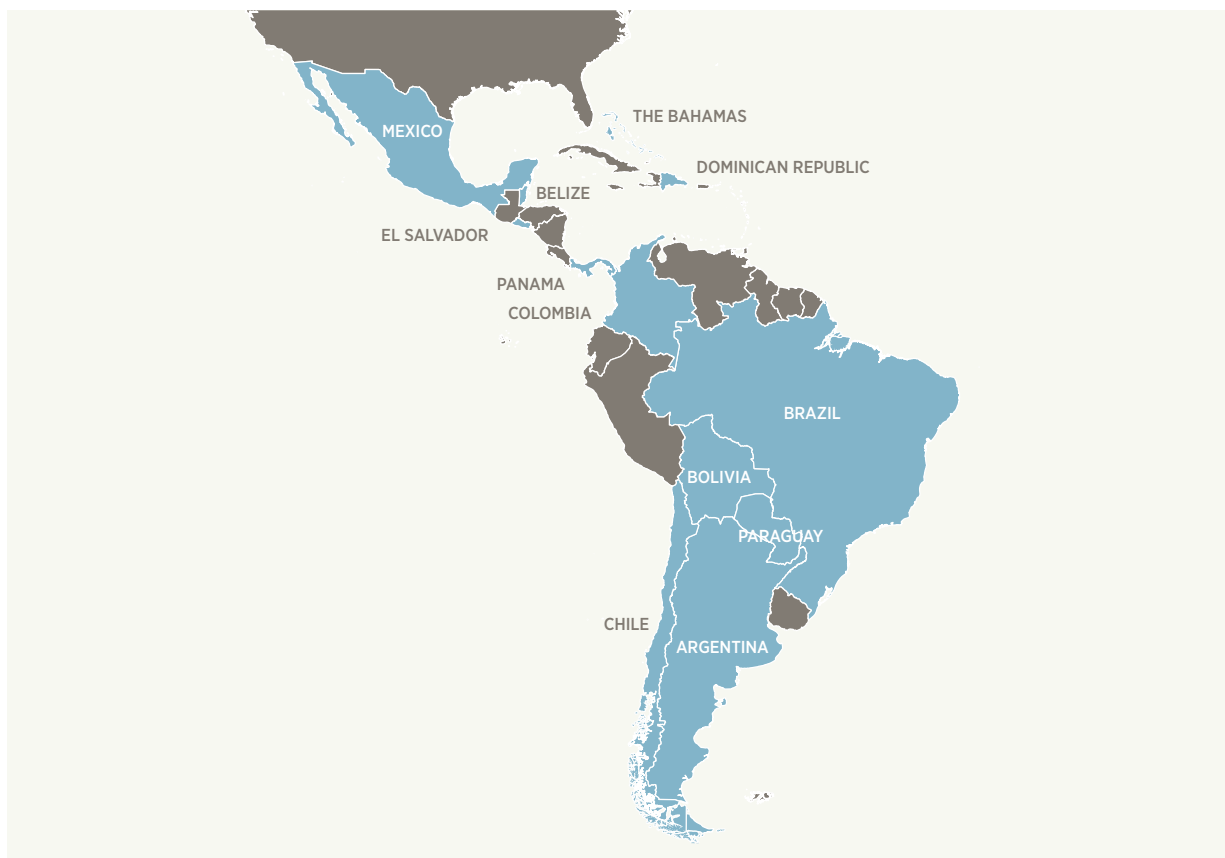 THE BAHAMAS
MEXICO
DOMINICAN REPUBLIC
BELIZE
EL SALVADOR
PANAMA
COLOMBIA
BRAZIL
BOLIVIA
PARAGUAY
CHILE
ARGENTINA